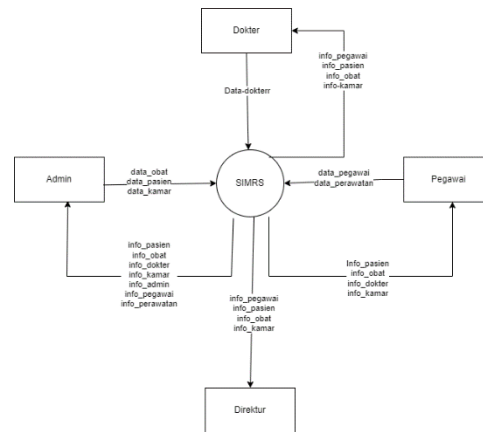 Dokter
info_pegawai
info_pasien
info_obat
info-kamar
Data-dokterr
Admin
data_obat
data_pasien
data_kamar
SIMRS
data_pegawai
data_perawatan
Pegawai
info_pasien
info_obat
info_dokter
info_kamar
info_admin
info_pegawai
info_perawatan
info_pegawai
info_pasien
info_obat
info_kamar
Info_pasien
info_obat
info_dokter
info_kamar
Direktur